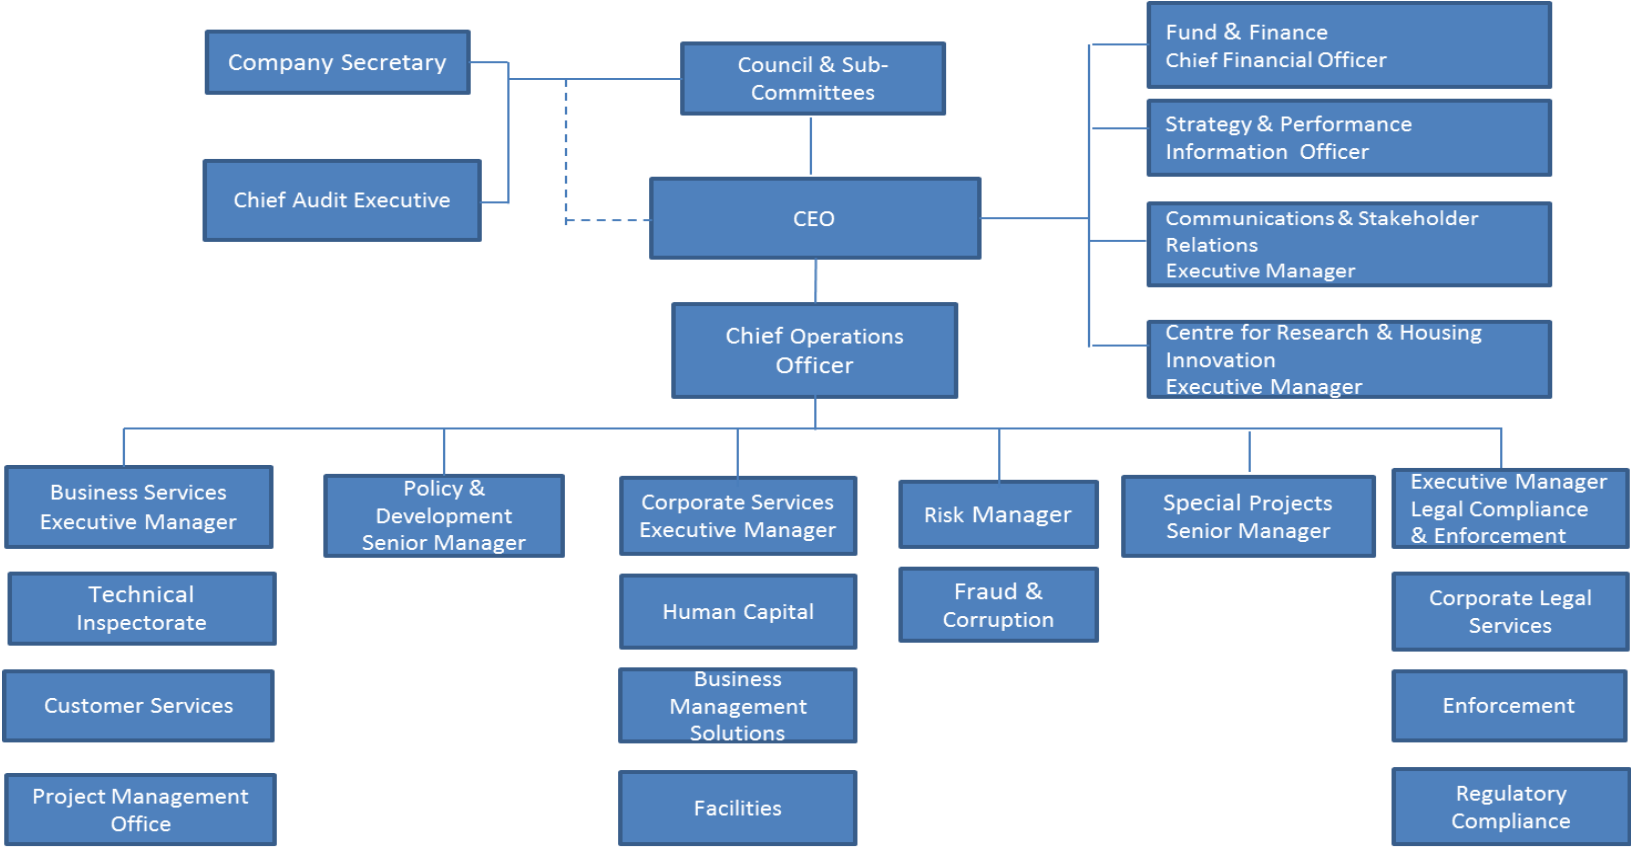 Company Secretary
Council & Sub-
Committees
Fund & Finance
Chief Financial Officer
Strategy & Performance
Information Officer
Chief Audit Executive
CEO
Communications & Stakeholder
Relations
Executive Manager
Chief Operations
Officer
Centre for Research & Housing
Innovation
Executive Manager
Business Services
Executive Manager
Policy &
Development
Senior Manager
Corporate Services
Executive Manager
Risk Manager
Special Projects
Senior Manager
Executive Manager
Legal Compliance
& Enforcement
Technical
Inspectorate
Human Capital
Fraud &
Corruption
Corporate Legal
Services
Customer Services
Business
Management
Solutions
Enforcement
Project Management
Office
Facilities
Regulatory
Compliance